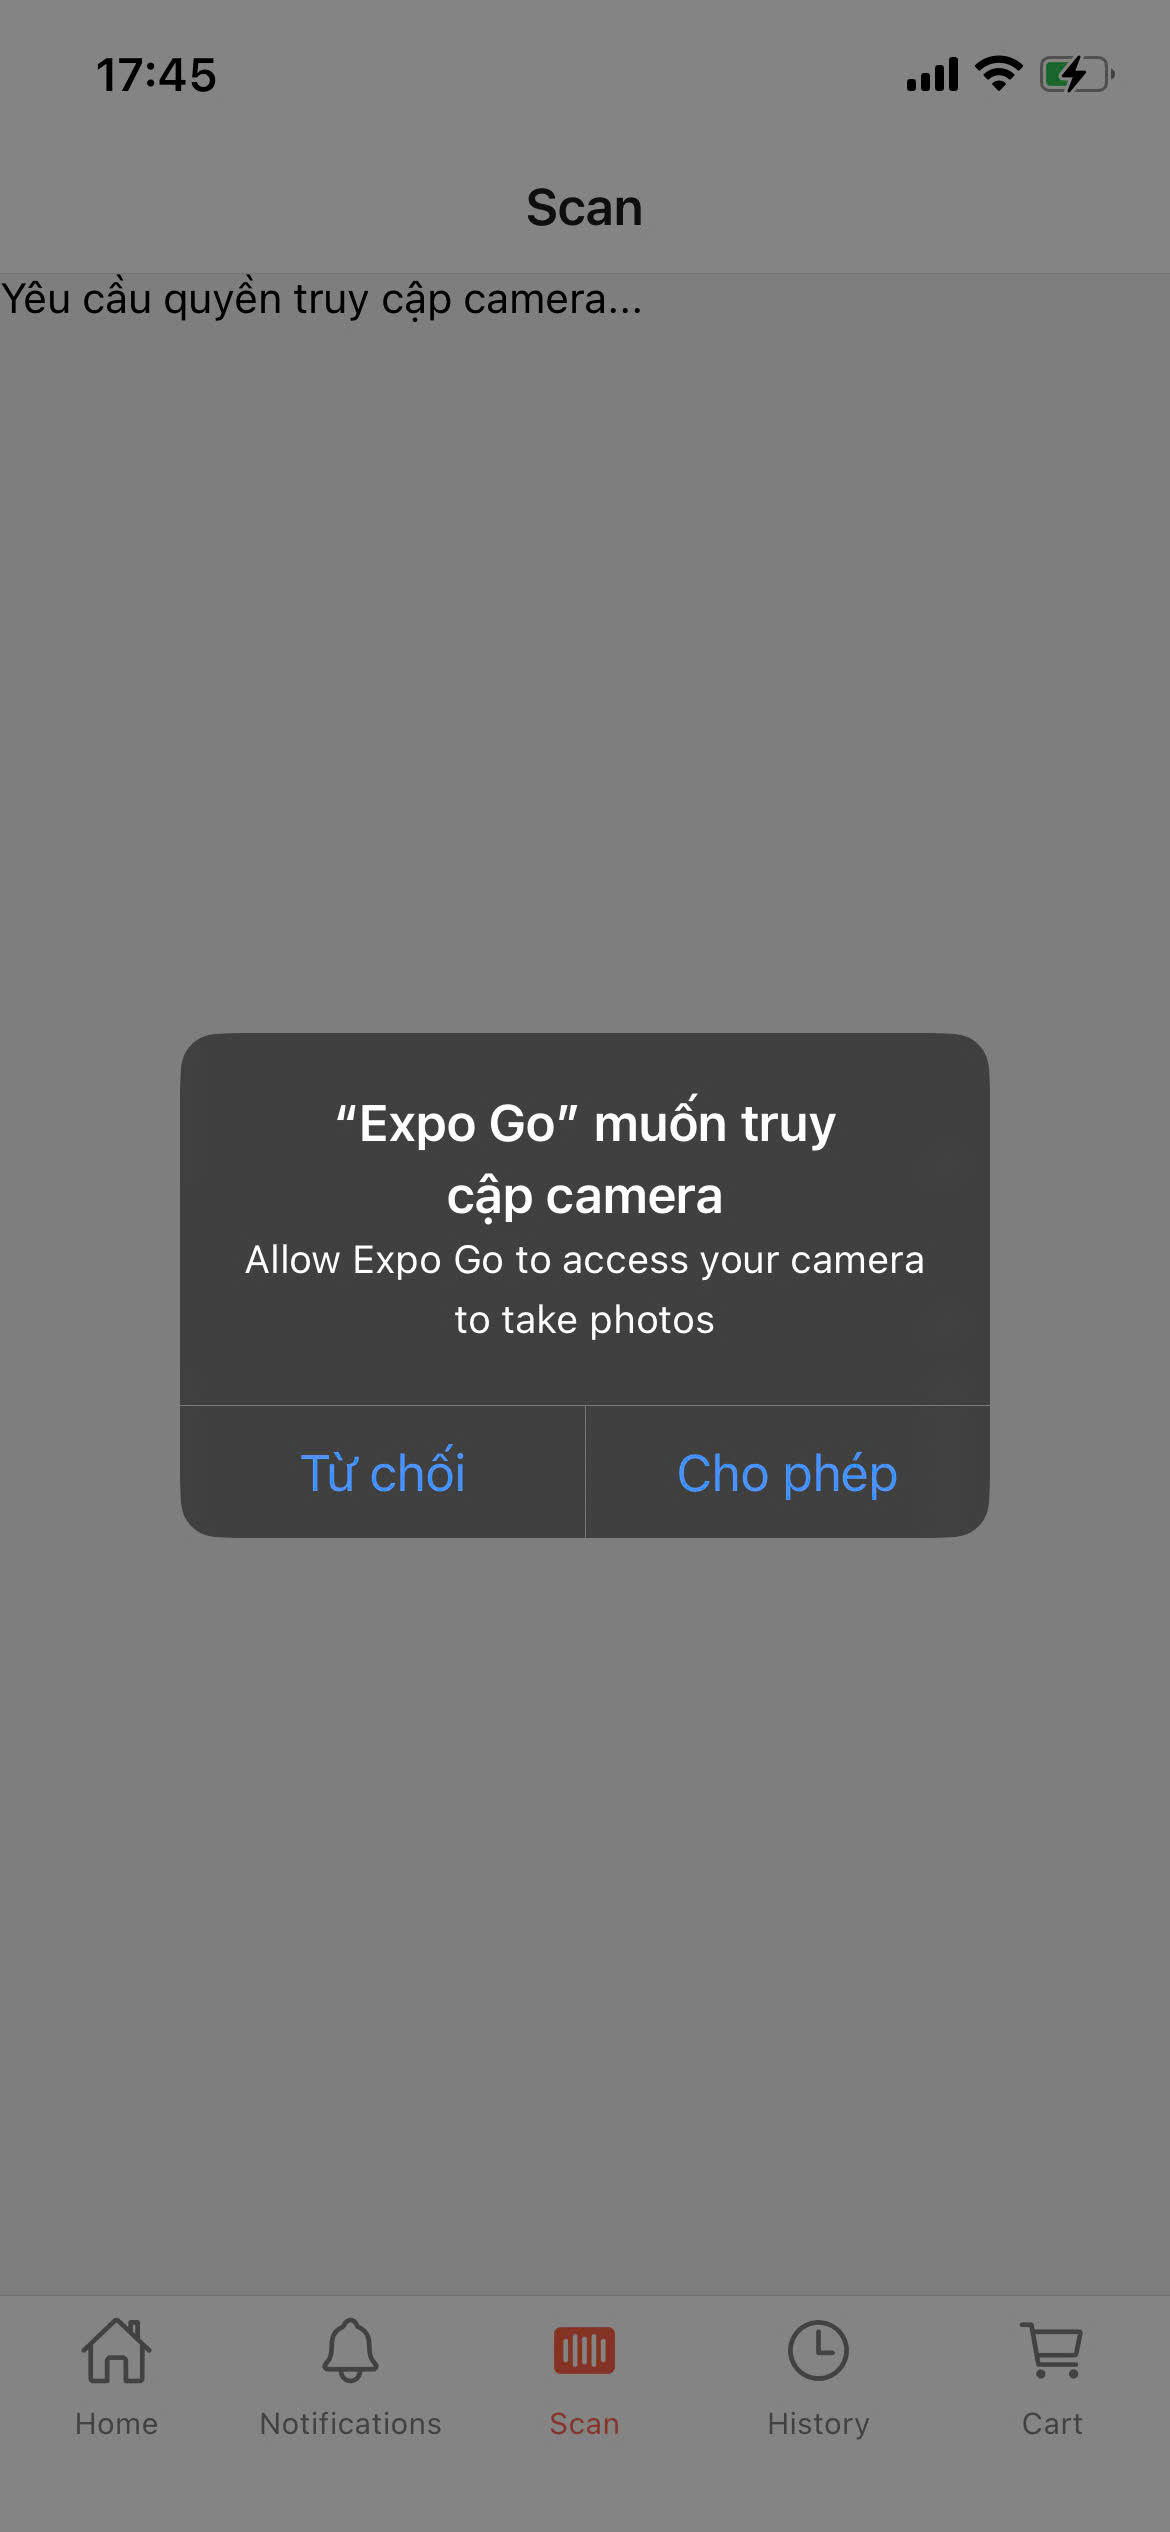 17:45
Scan
Yêu cầu quyền truy cập camera...
“Expo Go” muốn truy
cập camera
Allow Expo Go to access your camera
to take photos
Từ chối
Cho phép
Home
Notifications
Scan
History
Cart